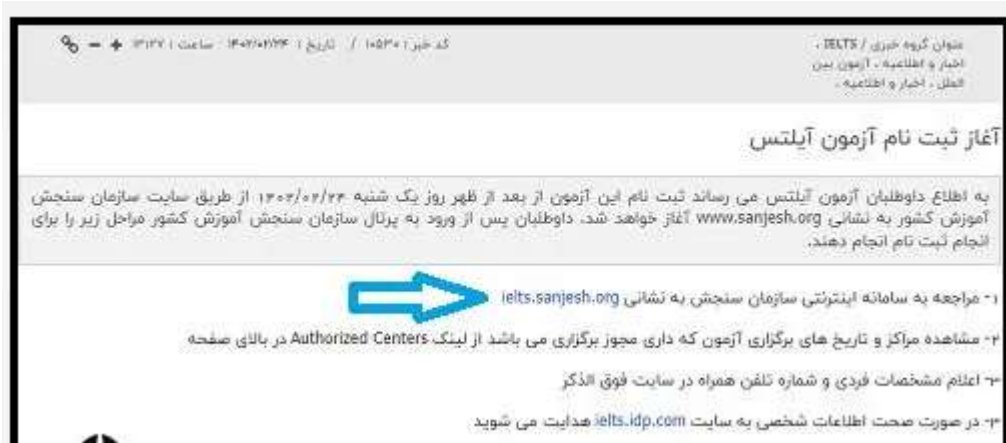 عنوان گروه خبری / IELTS ،
اخبار و اطلاعیه ، آزمون بین
الملل ، اخبار و اطلاعیه ،
کد خبر : ۱۰۵۳۰ / تاریخ : ۱۴۰۲/۰۲/۲۴ ساعت : ۱۳:۲۷
آغاز ثبت نام آزمون آیلتس
به اطلاع داوطلبان آزمون آیلتس می رساند ثبت نام این آزمون از بعد از ظهر روز یک شنبه ۱۴۰۲/۰۲/۲۴ از طریق سایت سازمان سنجش
آموزش کشور به نشانی www.sanjesh.org آغاز خواهد شد. داوطلبان پس از ورود به پرتال سازمان سنجش آموزش کشور مراحل زیر را برای
انجام ثبت نام انجام دهند.
۱- مراجعه به سامانه اینترنتی سازمان سنجش به نشانی ielts.sanjesh.org
۲- مشاهده مراکز و تاریخ های برگزاری آزمون که داری مجوز برگزاری می باشد از لینک Authorized Centers در بالای صفحه
۳- اعلام مشخصات فردی و شماره تلفن همراه در سایت فوق الذکر
۴- در صورت صحت اطلاعات شخصی به سایت ielts.idp.com هدایت می شوید